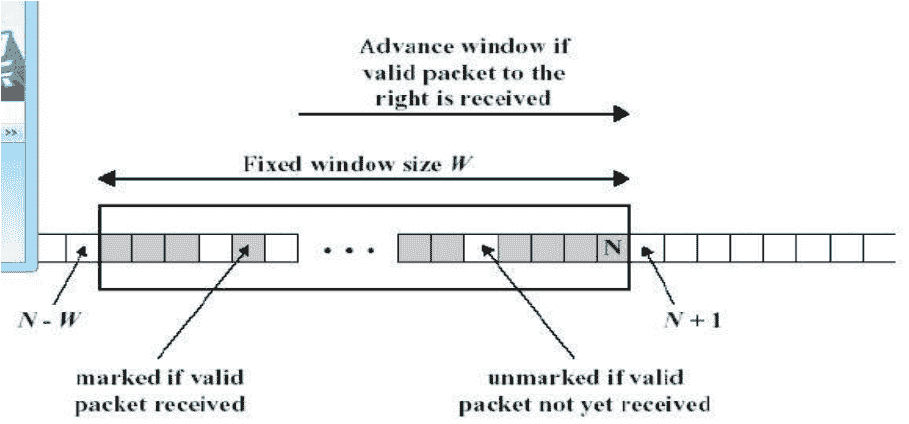 Advance window if
valid packet to the
right is received
>>
Fixed window size W
• • •
N
N - W
N + 1
marked if valid
packet received
unmarked if valid
packet not yet received